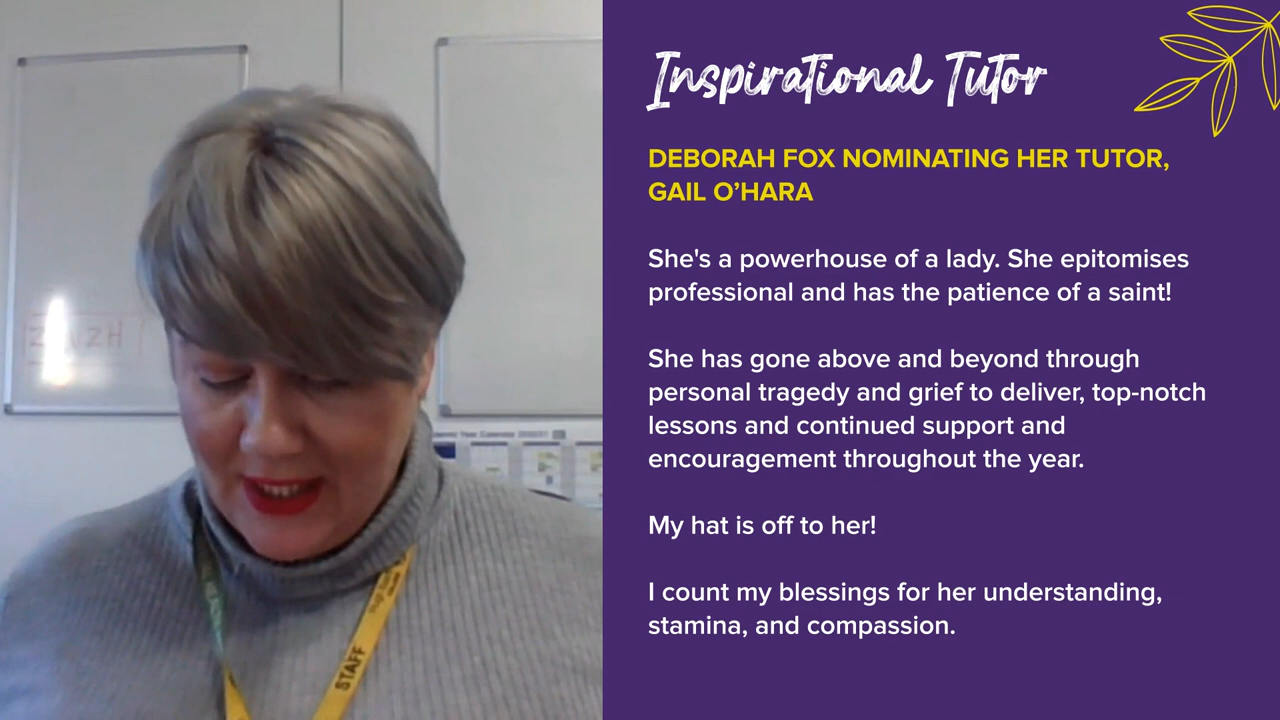 Inspirational Tutor
DEBORAH FOX NOMINATING HER TUTOR,
GAIL O’HARA
She's a powerhouse of a lady. She epitomises
professional and has the patience of a saint!
She has gone above and beyond through
personal tragedy and grief to deliver, top-notch
lessons and continued support and
encouragement throughout the year.
My hat is off to her!
I count my blessings for her understanding,
stamina, and compassion.
STAFF